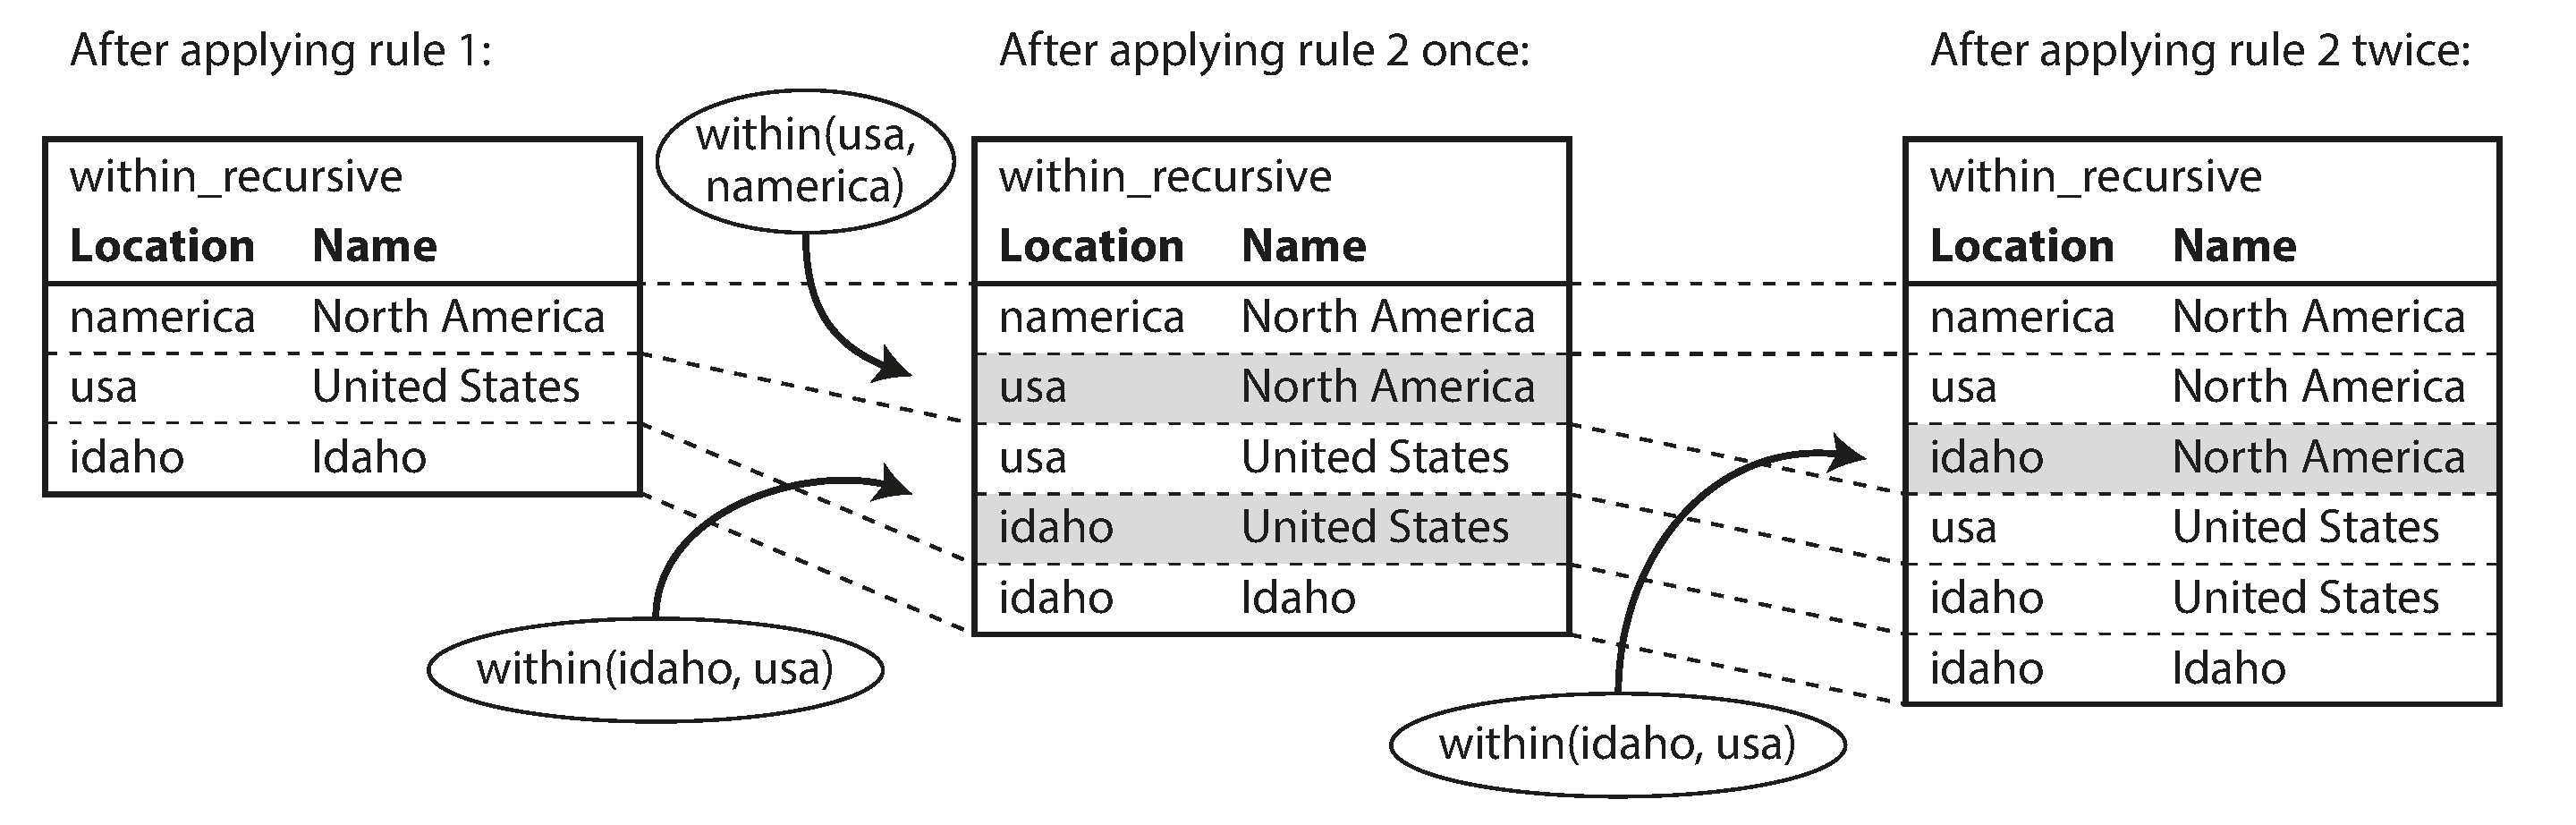 After applying rule 1:
within_recursive
Location Name
namerica North America
usa United States
idaho Idaho
within(usa,
namerica)
within(idaho, usa)
After applying rule 2 once:
within_recursive
Location Name
namerica North America
usa North America
usa United States
idaho United States
idaho Idaho
within(idaho, usa)
After applying rule 2 twice:
within_recursive
Location Name
namerica North America
usa North America
idaho North America
usa United States
idaho United States
idaho Idaho